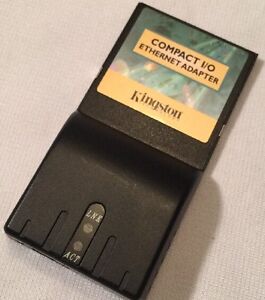 COMPACT I/O
ETHERNET ADAPTER
Kingston
LNK
ACT